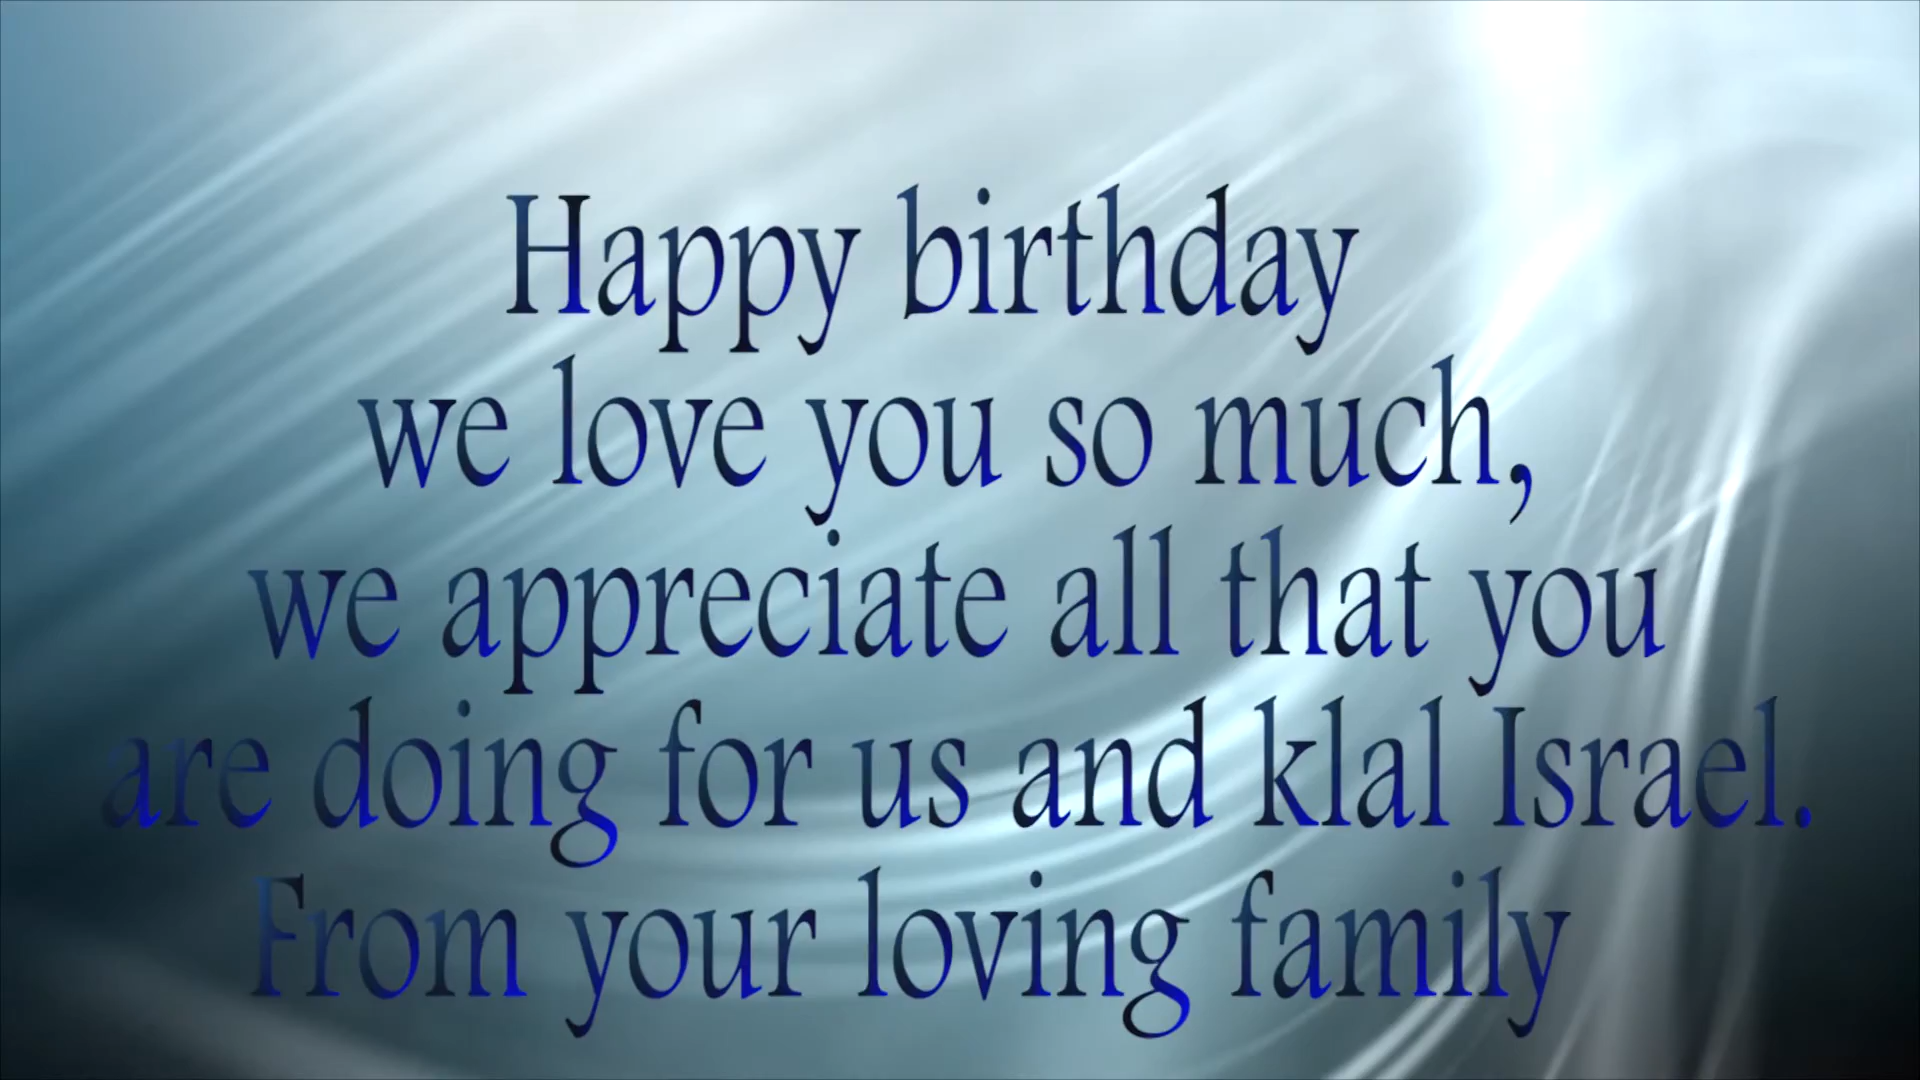 Happy birthday
we love you so much,
we appreciate all that you
are doing for us and klal Israel.
From your loving family